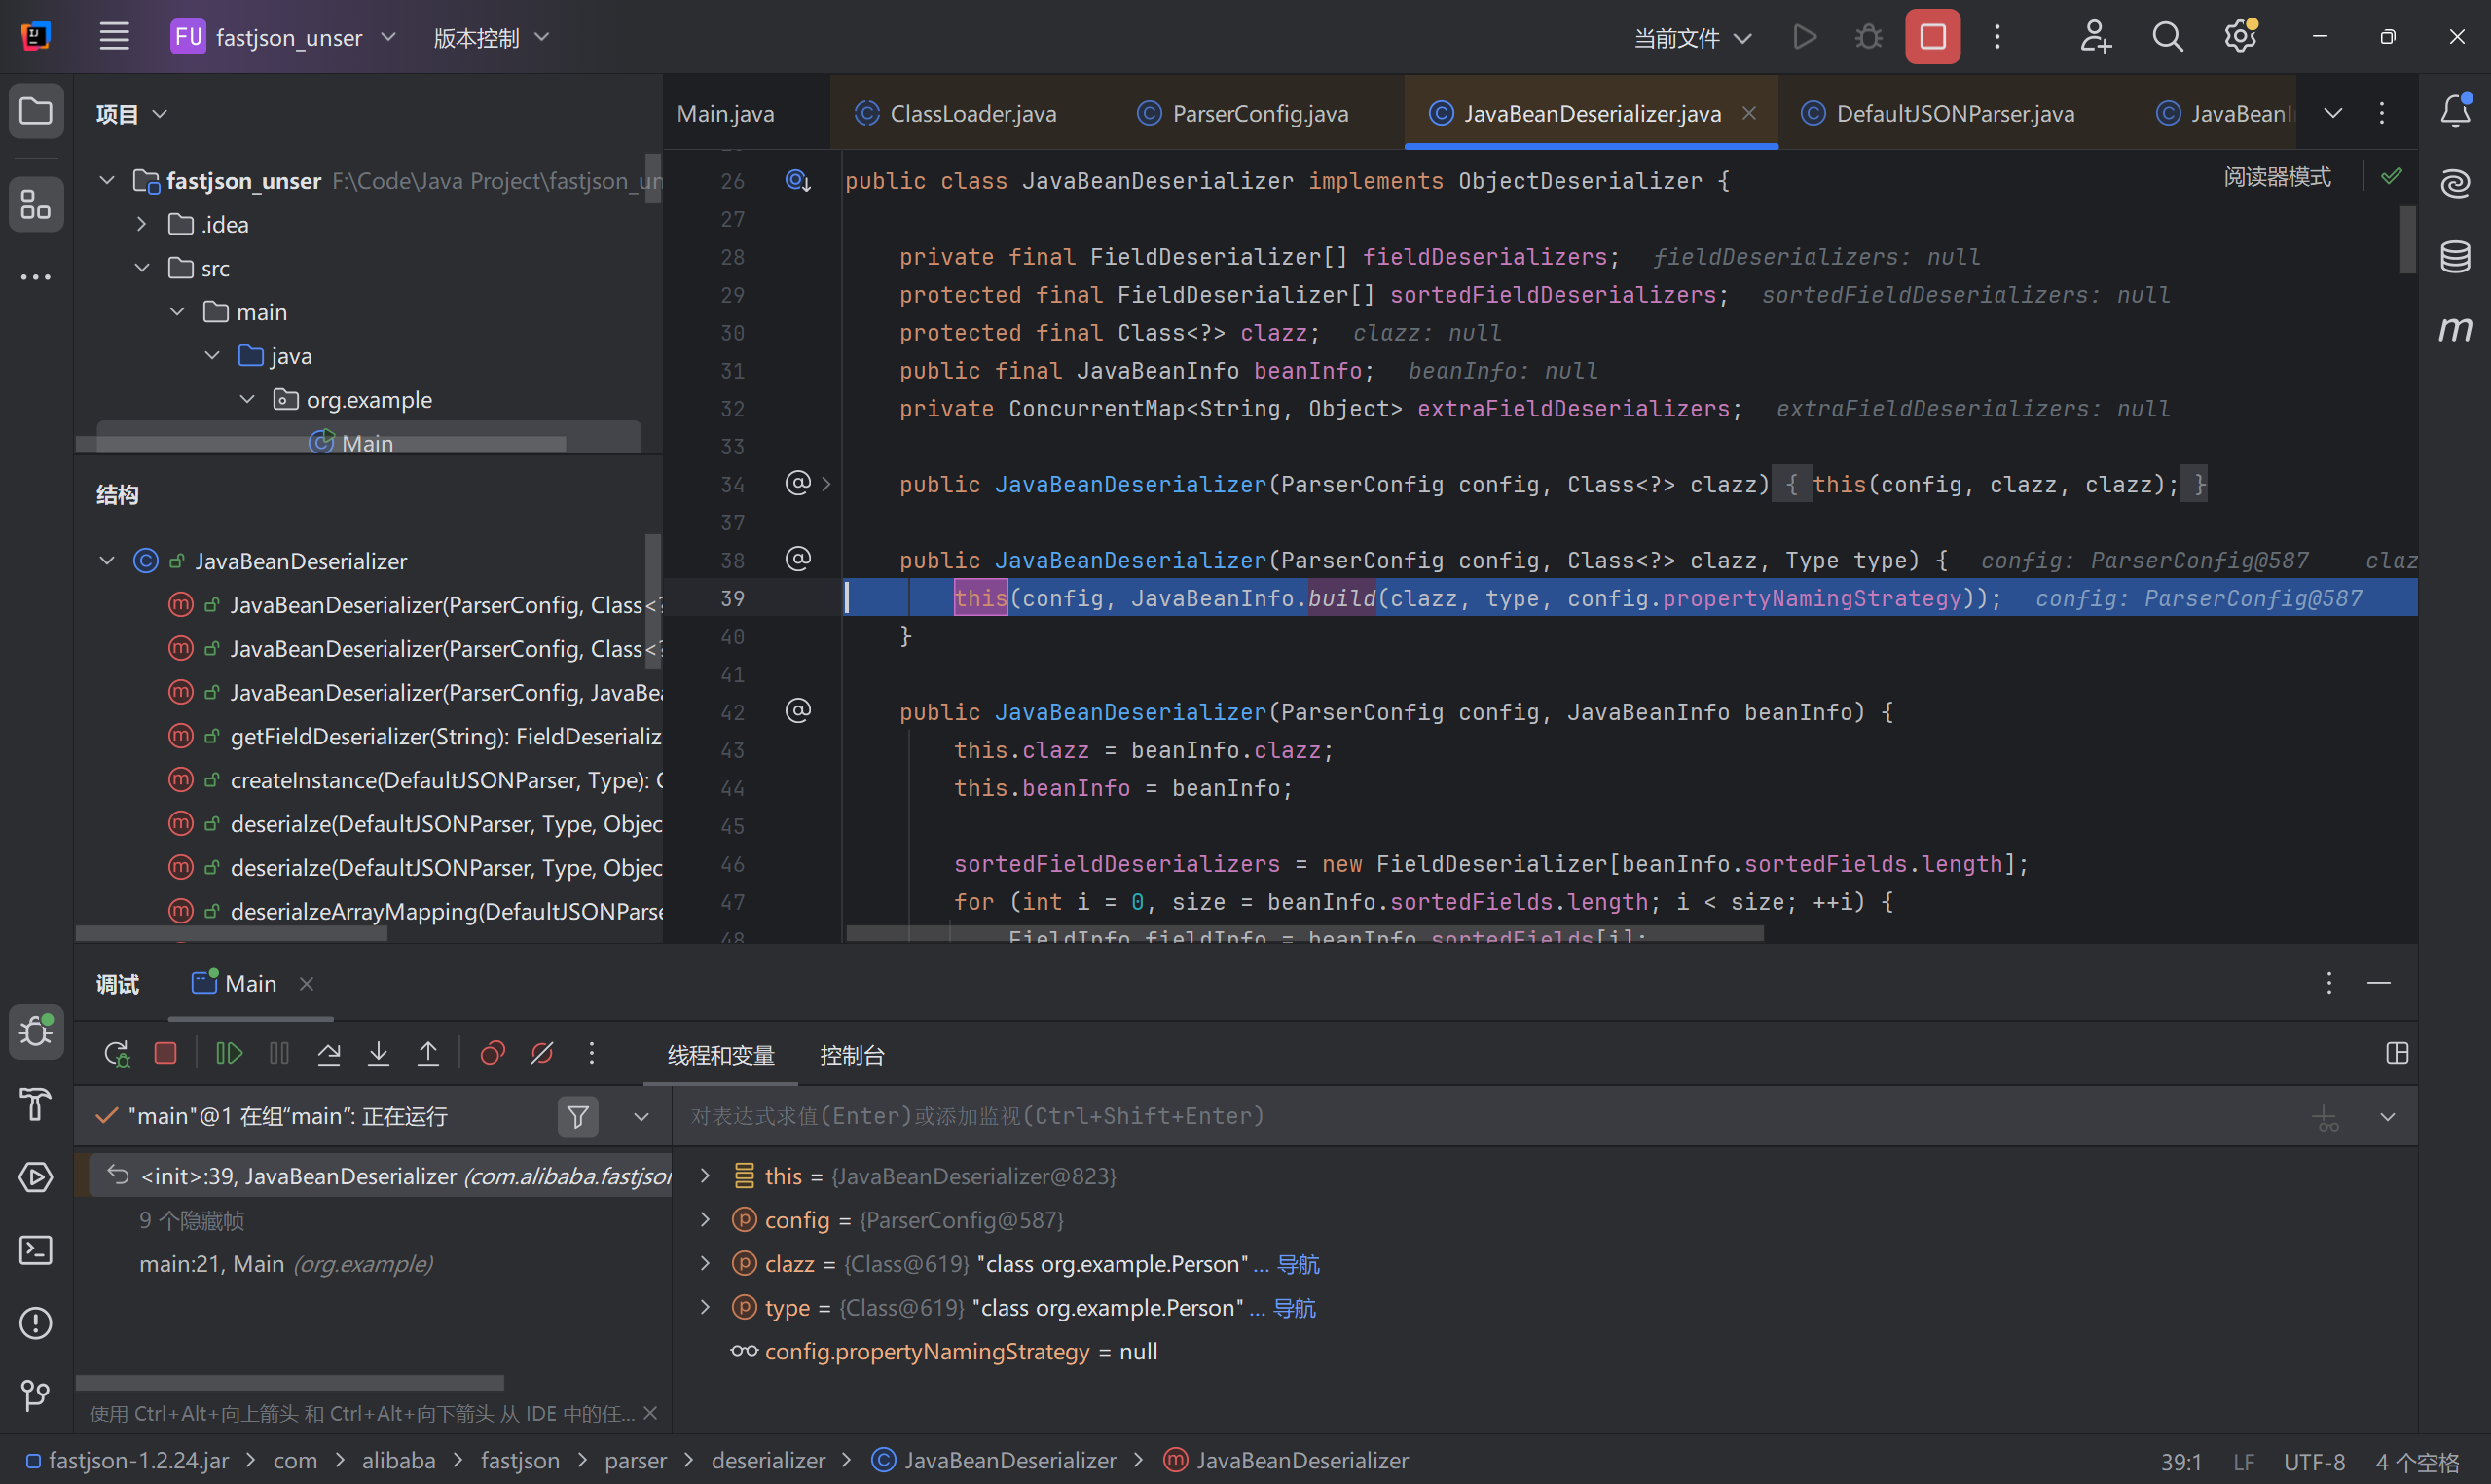 FU fastjson_unser 版本控制 当前文件
项目
fastjson_unser F:\Code\Java Project\fastjson_un
.idea
src
main
java
org.example
Main
结构
JavaBeanDeserializer
JavaBeanDeserializer(ParserConfig, Class<?
JavaBeanDeserializer(ParserConfig, Class<?
JavaBeanDeserializer(ParserConfig, JavaBea
getFieldDeserializer(String): FieldDeserializ
createInstance(DefaultJSONParser, Type): O
deserialze(DefaultJSONParser, Type, Objec
deserialze(DefaultJSONParser, Type, Objec
deserialzeArrayMapping(DefaultJSONParse
Main.java ClassLoader.java ParserConfig.java JavaBeanDeserializer.java DefaultJSONParser.java JavaBeanI
阅读器模式
26 public class JavaBeanDeserializer implements ObjectDeserializer {
27
28 private final FieldDeserializer[] fieldDeserializers; fieldDeserializers: null
29 protected final FieldDeserializer[] sortedFieldDeserializers; sortedFieldDeserializers: null
30 protected final Class<?> clazz; clazz: null
31 public final JavaBeanInfo beanInfo; beanInfo: null
32 private ConcurrentMap<String, Object> extraFieldDeserializers; extraFieldDeserializers: null
33
34 public JavaBeanDeserializer(ParserConfig config, Class<?> clazz) { this(config, clazz, clazz); }
37
38 public JavaBeanDeserializer(ParserConfig config, Class<?> clazz, Type type) { config: ParserConfig@587 claz
39 this(config, JavaBeanInfo.build(clazz, type, config.propertyNamingStrategy)); config: ParserConfig@587
40 }
41
42 public JavaBeanDeserializer(ParserConfig config, JavaBeanInfo beanInfo) {
43 this.clazz = beanInfo.clazz;
44 this.beanInfo = beanInfo;
45
46 sortedFieldDeserializers = new FieldDeserializer[beanInfo.sortedFields.length];
47 for (int i = 0, size = beanInfo.sortedFields.length; i < size; ++i) {
48 FieldInfo fieldInfo = beanInfo.sortedFields[i];
调试 Main
线程和变量 控制台
"main"@1 在组“main”: 正在运行
对表达式求值(Enter)或添加监视(Ctrl+Shift+Enter)
<init>:39, JavaBeanDeserializer (com.alibaba.fastjson
9 个隐藏帧
main:21, Main (org.example)
this = {JavaBeanDeserializer@823}
config = {ParserConfig@587}
clazz = {Class@619} "class org.example.Person" ... 导航
type = {Class@619} "class org.example.Person" ... 导航
config.propertyNamingStrategy = null
使用 Ctrl+Alt+向上箭头 和 Ctrl+Alt+向下箭头 从 IDE 中的任...
fastjson-1.2.24.jar > com > alibaba > fastjson > parser > deserializer > JavaBeanDeserializer > JavaBeanDeserializer 39:1 LF UTF-8 4 个空格